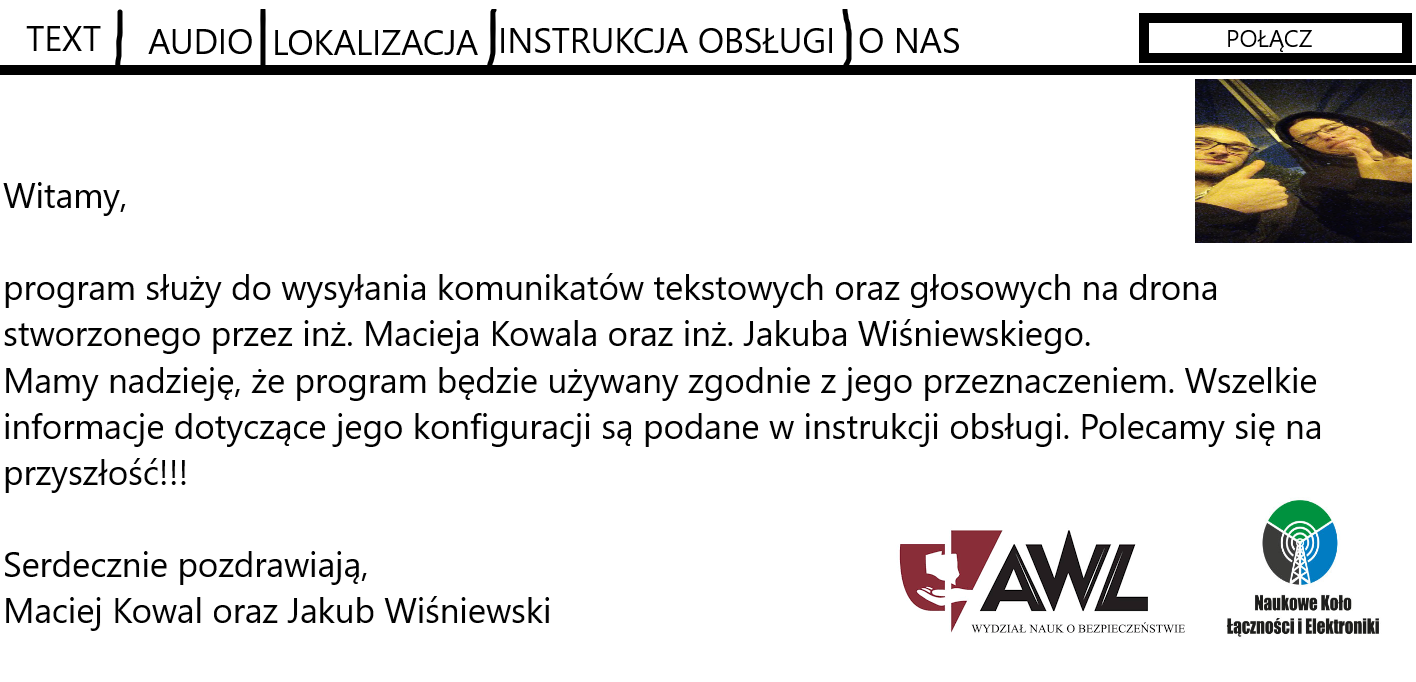 TEXT AUDIO LOKALIZACJA INSTRUKCJA OBSŁUGI O NAS POŁĄCZ
Witamy,
program służy do wysyłania komunikatów tekstowych oraz głosowych na drona
stworzonego przez inż. Macieja Kowala oraz inż. Jakuba Wiśniewskiego.
Mamy nadzieję, że program będzie używany zgodnie z jego przeznaczeniem. Wszelkie
informacje dotyczące jego konfiguracji są podane w instrukcji obsługi. Polecamy się na
przyszłość!!!
Serdecznie pozdrawiają,
Maciej Kowal oraz Jakub Wiśniewski
AWL
WYDZIAŁ NAUK O BEZPIECZEŃSTWIE
Naukowe Koło
Łączności i Elektroniki